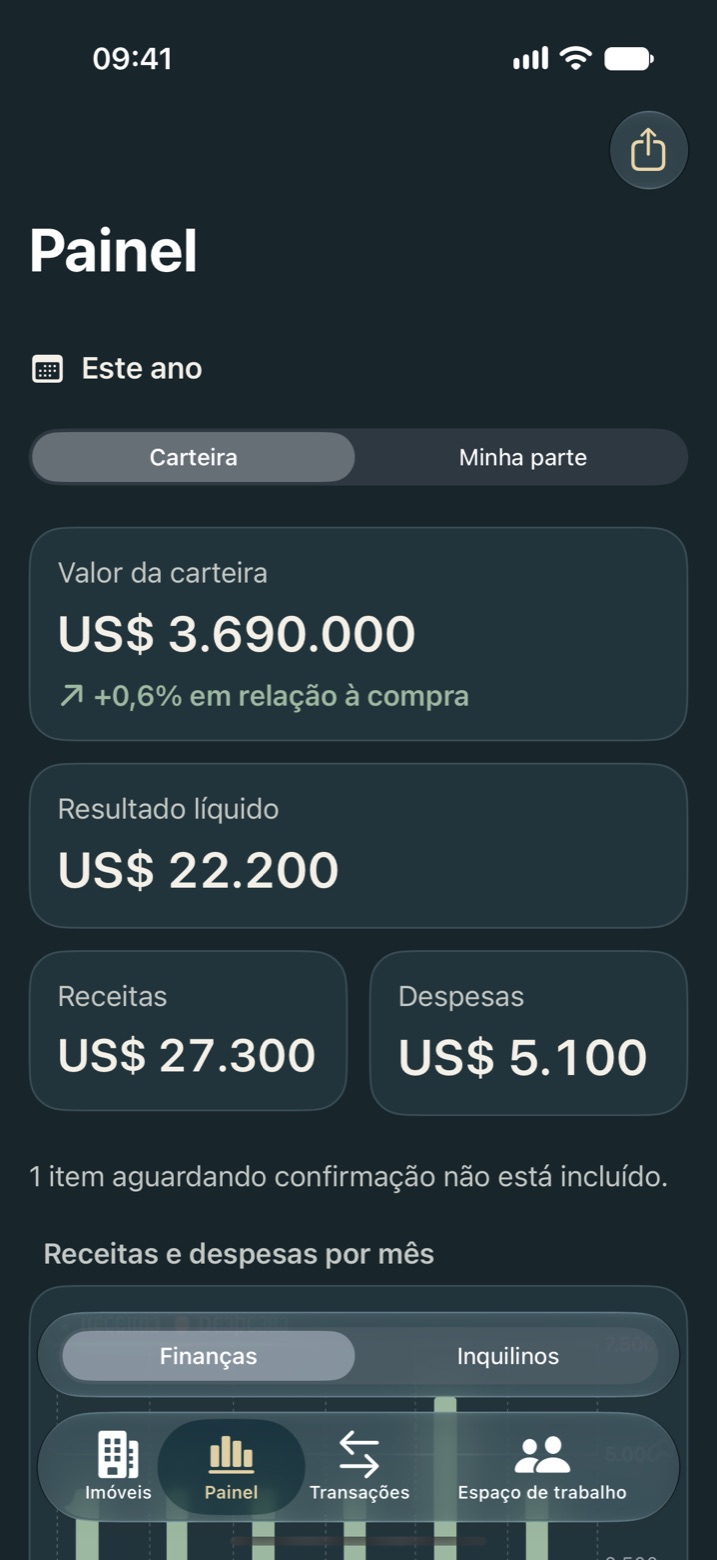 09:41
Painel
Este ano
Carteira
Minha parte
Valor da carteira
US$ 3.690.000
+0,6% em relação à compra
Resultado líquido
US$ 22.200
Receitas
US$ 27.300
Despesas
US$ 5.100
1 item aguardando confirmação não está incluído.
Receitas e despesas por mês
Finanças
Inquilinos
Imóveis
Painel
Transações
Espaço de trabalho